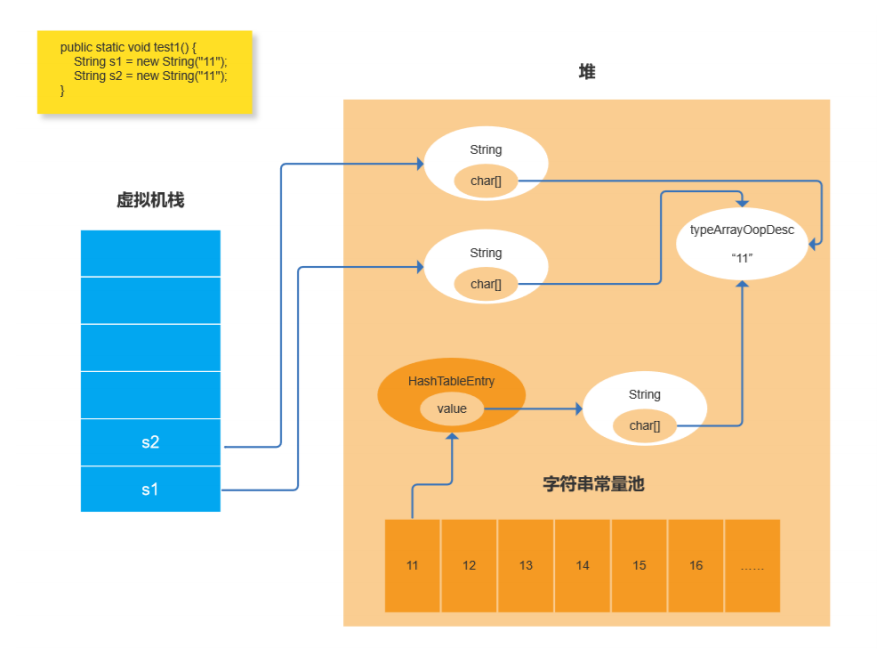 public static void test1() {
String s1 = new String("11");
String s2 = new String("11");
}
堆
String
char[]
虚拟机栈
typeArrayOopDesc
“11”
String
char[]
HashTableEntry
value
String
char[]
s2
s1
字符串常量池
11 12 13 14 15 16 ......